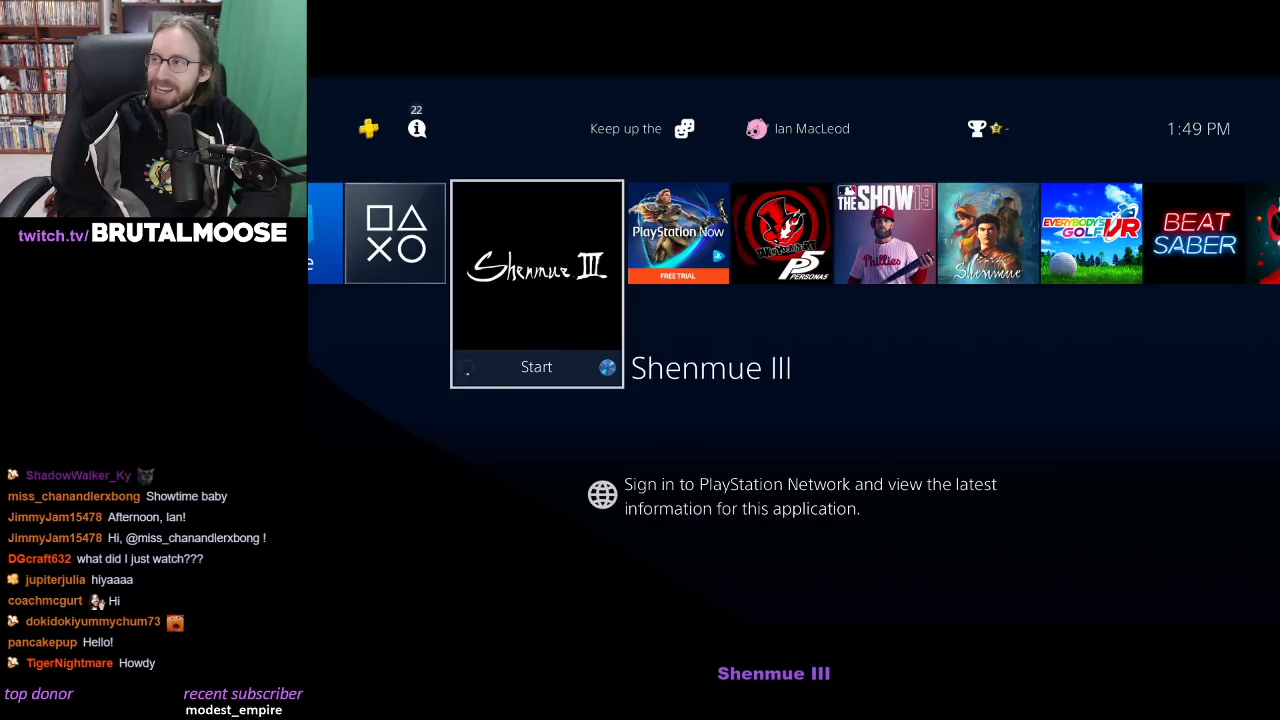 22
Keep up the
Ian MacLeod
-
1:49 PM
e
Shenmue III
Start
PlayStation Now
FREE TRIAL
P5
PERSONA5
MLB
THE SHOW 19
Phillies
Shenmue
EVERYBODY'S
GOLF VR
BEAT
SABER
Shenmue III
Sign in to PlayStation Network and view the latest
information for this application.
twitch.tv/BRUTALMOOSE
ShadowWalker_Ky
miss_chanandlerxbong Showtime baby
JimmyJam15478 Afternoon, Ian!
JimmyJam15478 Hi, @miss_chanandlerxbong !
DGcraft632 what did I just watch???
jupiterjulia hiyaaaa
coachmcgurt Hi
dokidokiyummychum73
pancakepup Hello!
TigerNightmare Howdy
top donor
recent subscriber
modest_empire
Shenmue III